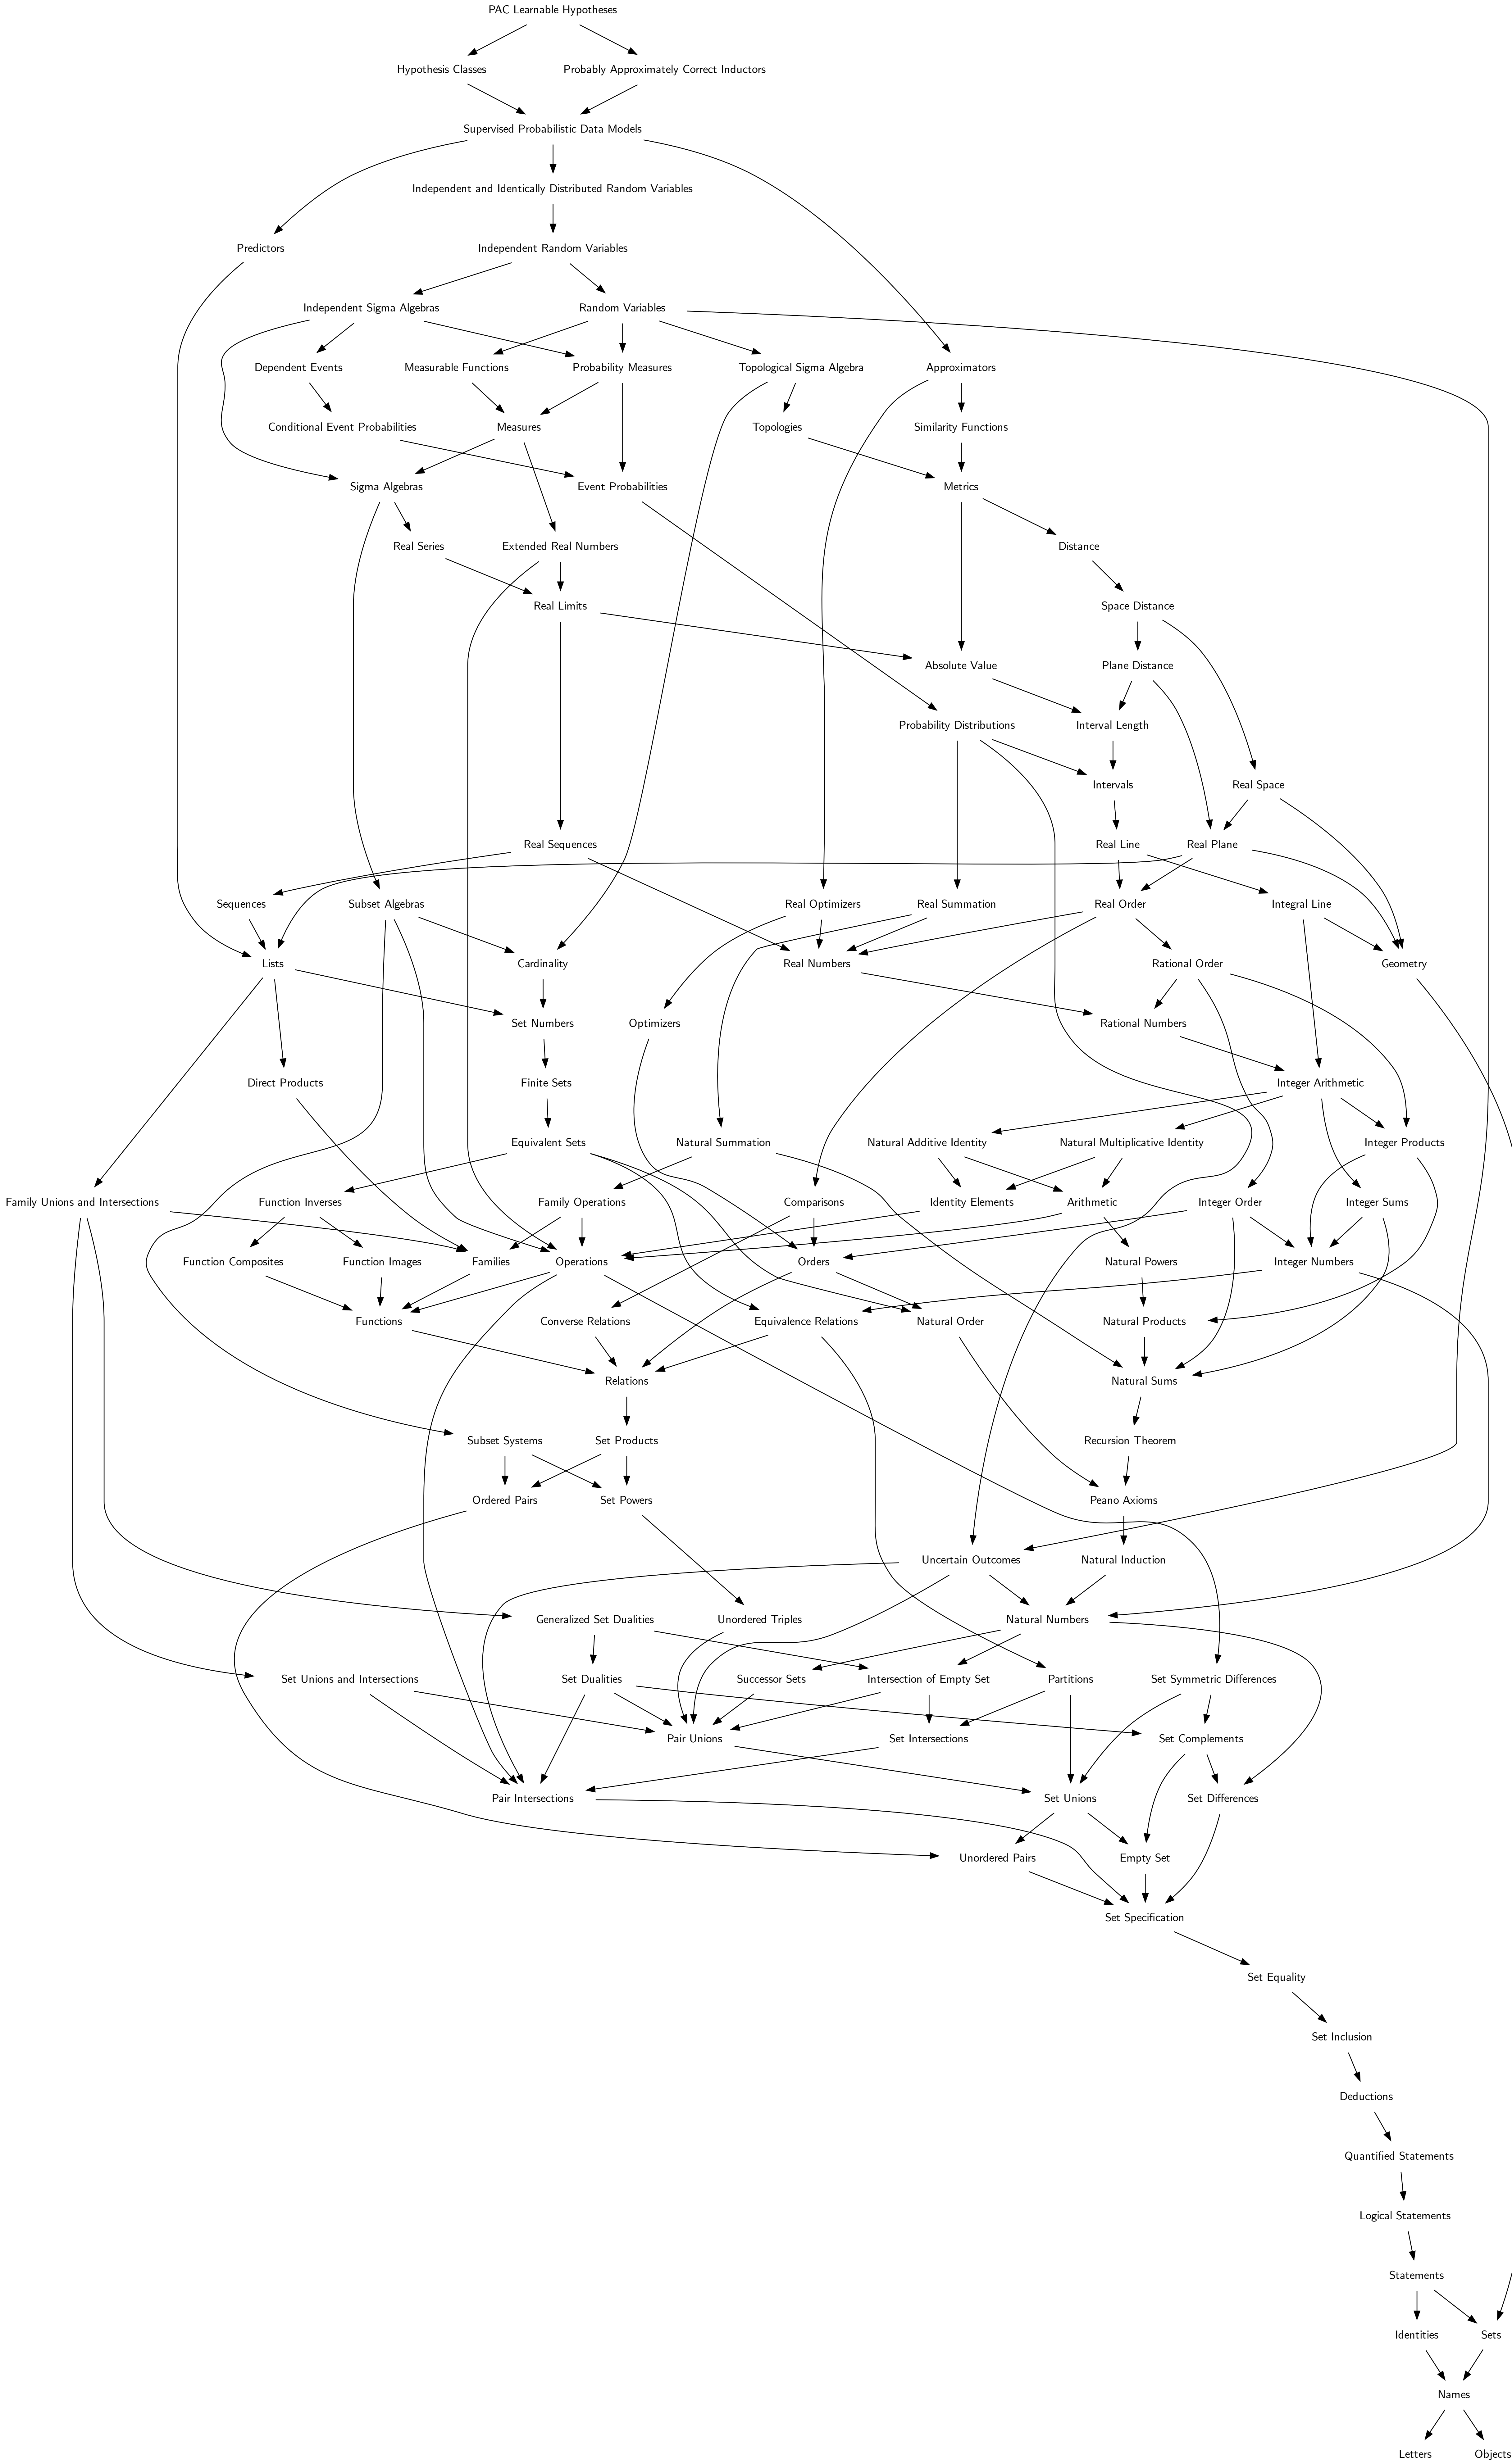 PAC Learnable Hypotheses
Hypothesis Classes
Probably Approximately Correct Inductors
Supervised Probabilistic Data Models
Independent and Identically Distributed Random Variables
Predictors
Independent Random Variables
Independent Sigma Algebras
Random Variables
Dependent Events
Measurable Functions
Probability Measures
Topological Sigma Algebra
Approximators
Conditional Event Probabilities
Measures
Topologies
Similarity Functions
Sigma Algebras
Event Probabilities
Metrics
Real Series
Extended Real Numbers
Distance
Real Limits
Space Distance
Absolute Value
Plane Distance
Probability Distributions
Interval Length
Intervals
Real Space
Real Sequences
Real Line
Real Plane
Sequences
Subset Algebras
Real Optimizers
Real Summation
Real Order
Integral Line
Lists
Cardinality
Real Numbers
Rational Order
Geometry
Set Numbers
Optimizers
Rational Numbers
Direct Products
Finite Sets
Integer Arithmetic
Equivalent Sets
Natural Summation
Natural Additive Identity
Natural Multiplicative Identity
Integer Products
Family Unions and Intersections
Function Inverses
Family Operations
Comparisons
Identity Elements
Arithmetic
Integer Order
Integer Sums
Function Composites
Function Images
Families
Operations
Orders
Natural Powers
Integer Numbers
Functions
Converse Relations
Equivalence Relations
Natural Order
Natural Products
Relations
Natural Sums
Subset Systems
Set Products
Recursion Theorem
Ordered Pairs
Set Powers
Peano Axioms
Uncertain Outcomes
Natural Induction
Generalized Set Dualities
Unordered Triples
Natural Numbers
Set Unions and Intersections
Set Dualities
Successor Sets
Intersection of Empty Set
Partitions
Set Symmetric Differences
Pair Unions
Set Intersections
Set Complements
Pair Intersections
Set Unions
Set Differences
Unordered Pairs
Empty Set
Set Specification
Set Equality
Set Inclusion
Deductions
Quantified Statements
Logical Statements
Statements
Identities
Sets
Names
Letters
Objects